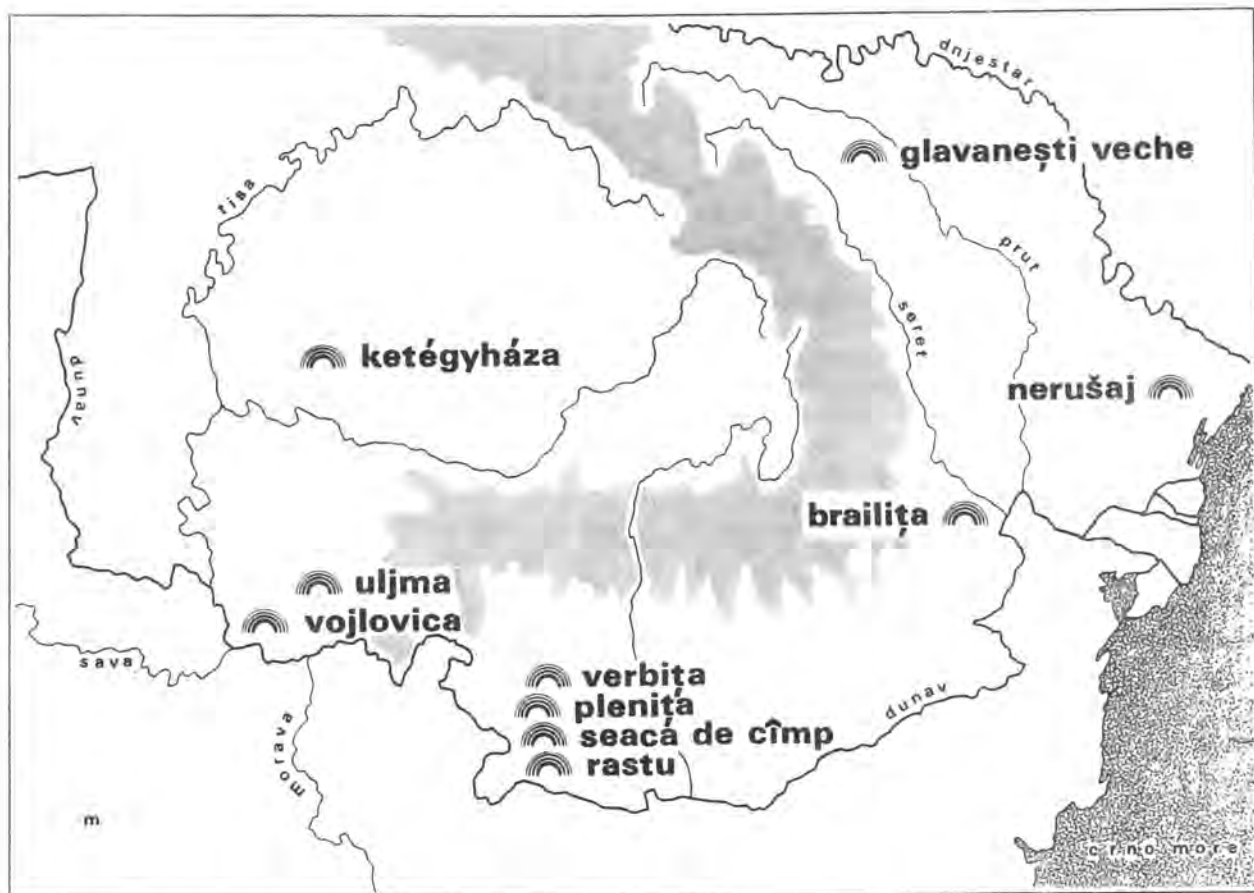 dnjestar
glavanești veche
tisa
prut
seret
dunav
ketégyháza
nerušaj
brailița
uljma
vojlovica
sava
verbița
plenița
dunav
seacă de cîmp
morava
rastu
m
crno more